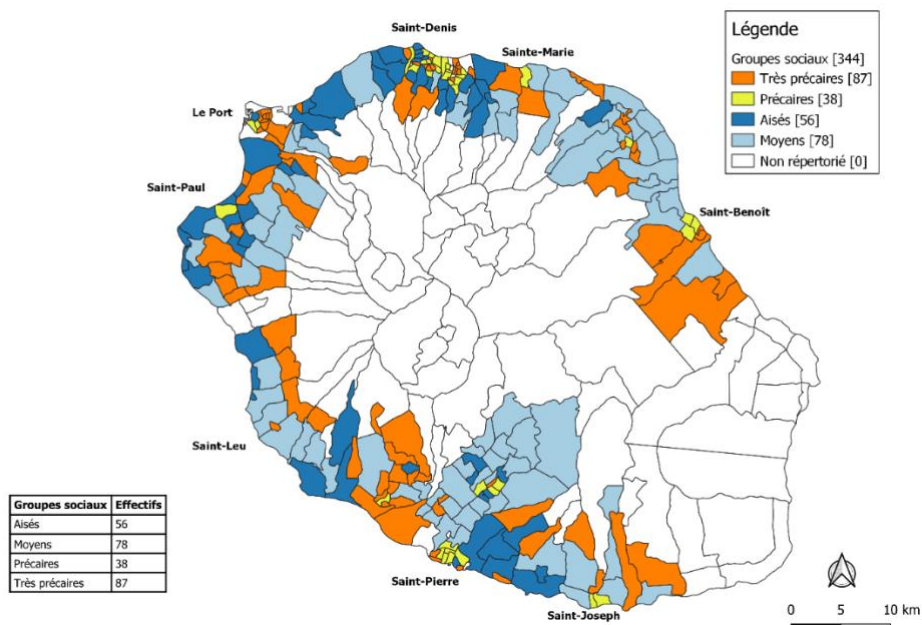 Saint-Denis
Sainte-Marie
Le Port
Saint-Paul
Saint-Benoît
Saint-Leu
Saint-Pierre
Saint-Joseph
Légende
Groupes sociaux [344]
Très précaires [87]
Précaires [38]
Aisés [56]
Moyens [78]
Non répertorié [0]
Groupes sociaux Effectifs
Aisés 56
Moyens 78
Précaires 38
Très précaires 87
0 5 10 km